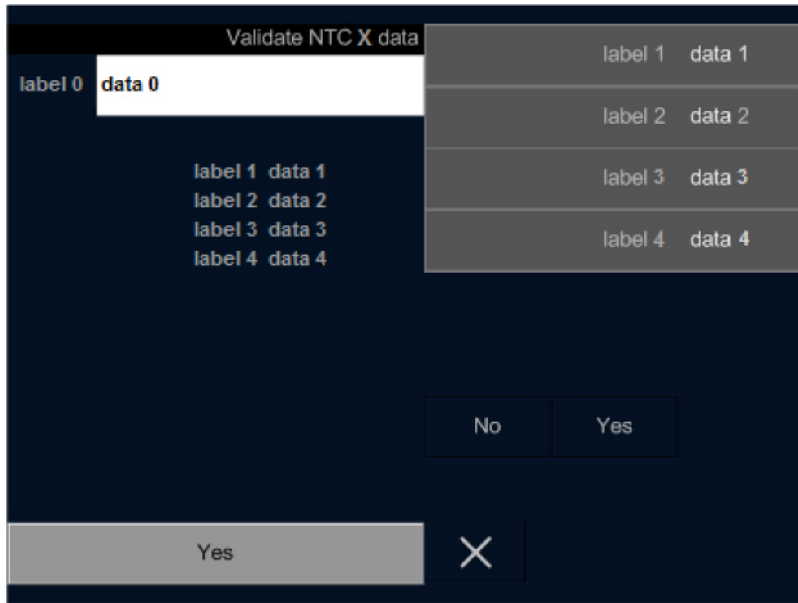 Validate NTC X data
label 0 data 0
label 1 data 1
label 2 data 2
label 3 data 3
label 4 data 4
label 1 data 1
label 2 data 2
label 3 data 3
label 4 data 4
No Yes
Yes